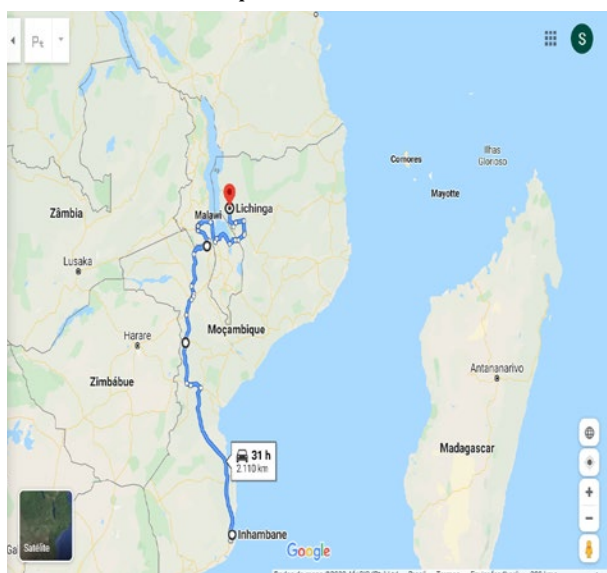 S
Comores
Ilhas
Glorioso
Mayotte
Zâmbia
Malawi
Lichinga
Lusaka
Moçambique
Harare
Zimbábue
Antananarivo
31 h
2.110 km
Madagascar
Satélite
Inhambane
Google